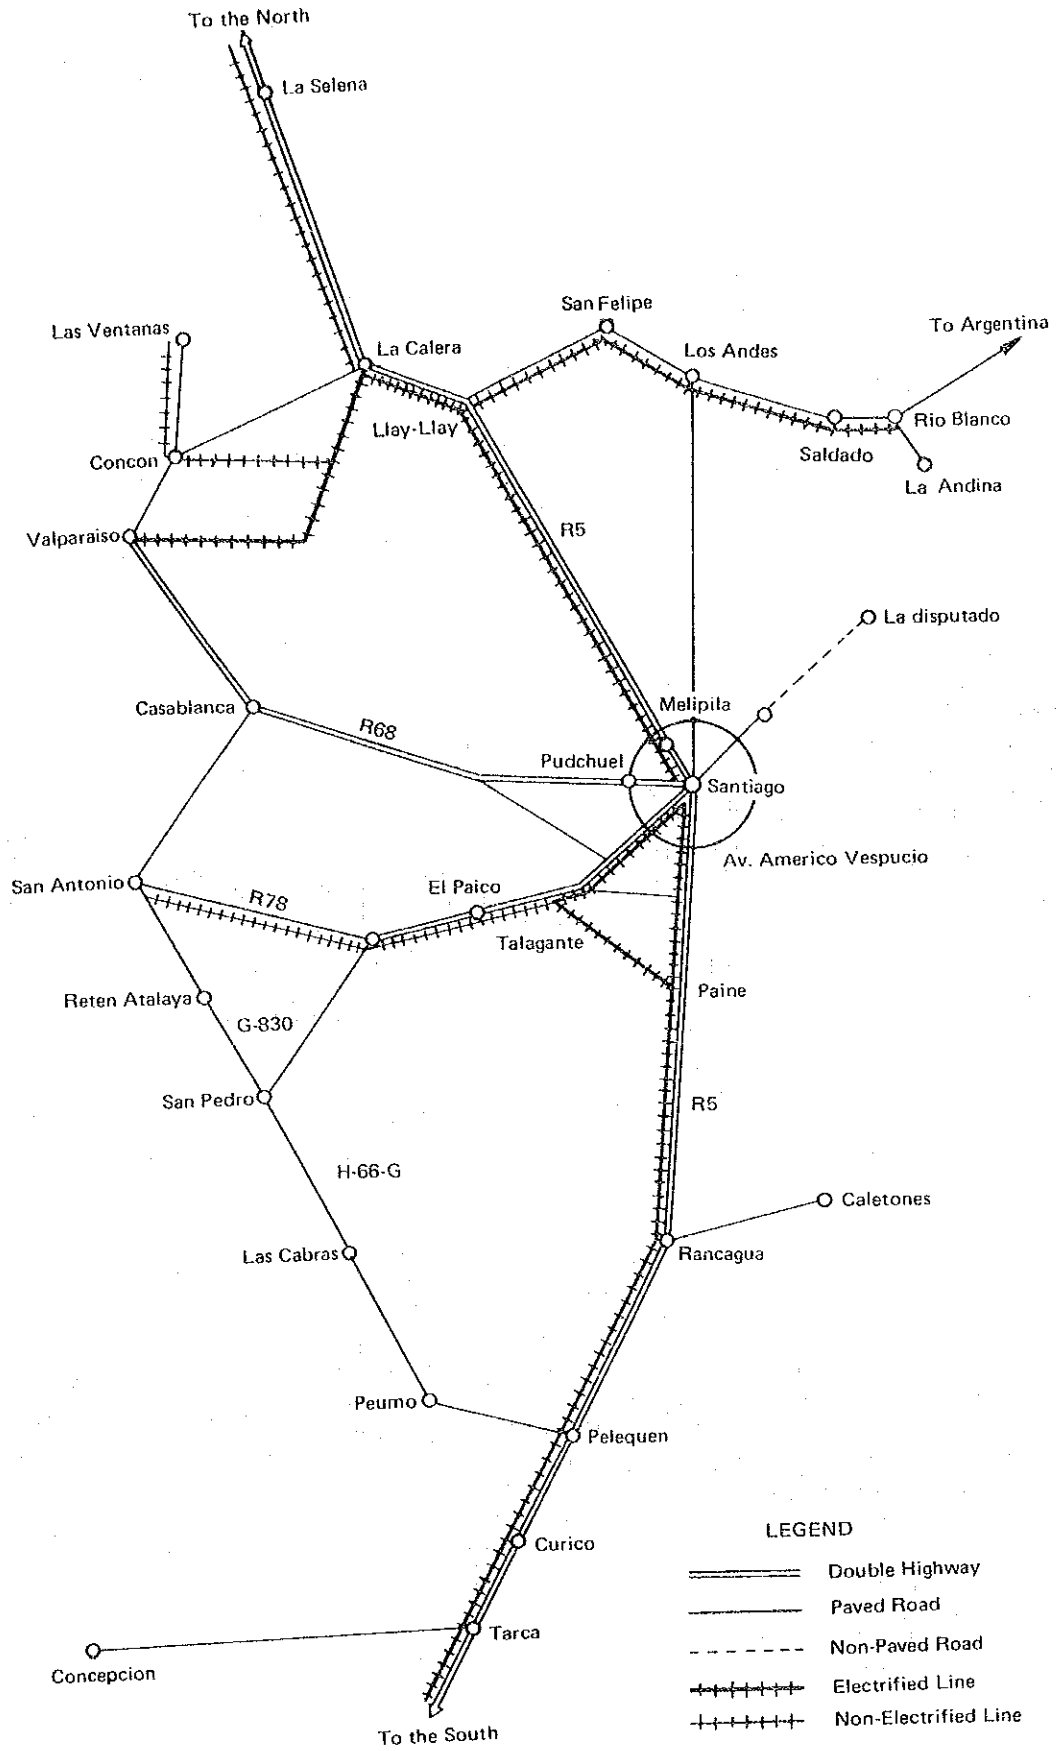 To the North
La Selena
San Felipe
To Argentina
Las Ventanas
La Calera
Los Andes
Llay-Llay
Rio Blanco
Concon
Saldado
La Andina
Valparaiso
R5
La disputado
Casablanca
R68
Melipila
Pudchuel
Santiago
Av. Americo Vespucio
San Antonio
R78
El Paico
Talagante
Reten Atalaya
Paine
G-830
San Pedro
R5
H-66-G
Caletones
Las Cabras
Rancagua
Peumo
Pelequen
LEGEND
Curico
Double Highway
Paved Road
Tarca
Non-Paved Road
Concepcion
Electrified Line
Non-Electrified Line
To the South